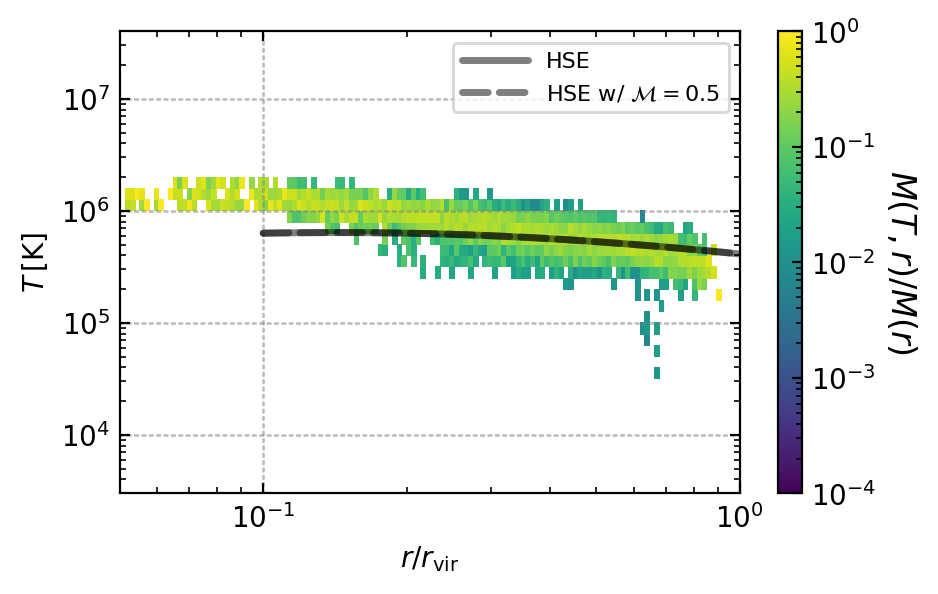 HSE
HSE w/ ℳ = 0.5
T[K]
10⁷
10⁶
10⁵
10⁴
10⁻¹
10⁰
r/r_vir
10⁰
10⁻¹
10⁻²
10⁻³
10⁻⁴
M(T, r)/M(r)